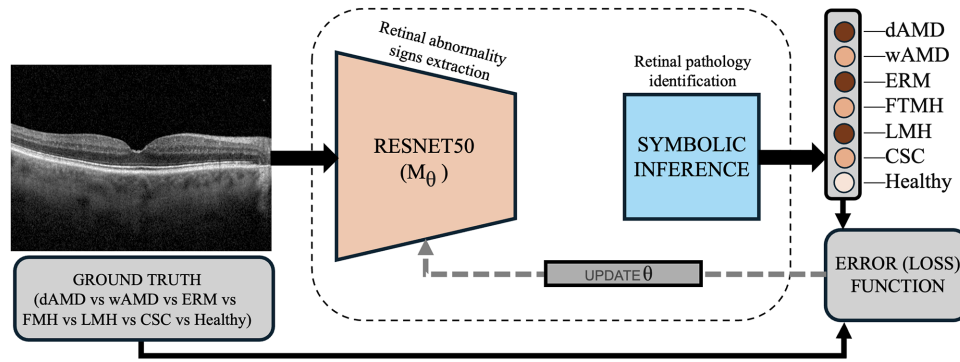 Retinal abnormality
signs extraction
RESNET50
(Mθ)
Retinal pathology
identification
SYMBOLIC
INFERENCE
dAMD
wAMD
ERM
FTMH
LMH
CSC
Healthy
GROUND TRUTH
(dAMD vs wAMD vs ERM vs
FMH vs LMH vs CSC vs Healthy)
UPDATE θ
ERROR (LOSS)
FUNCTION